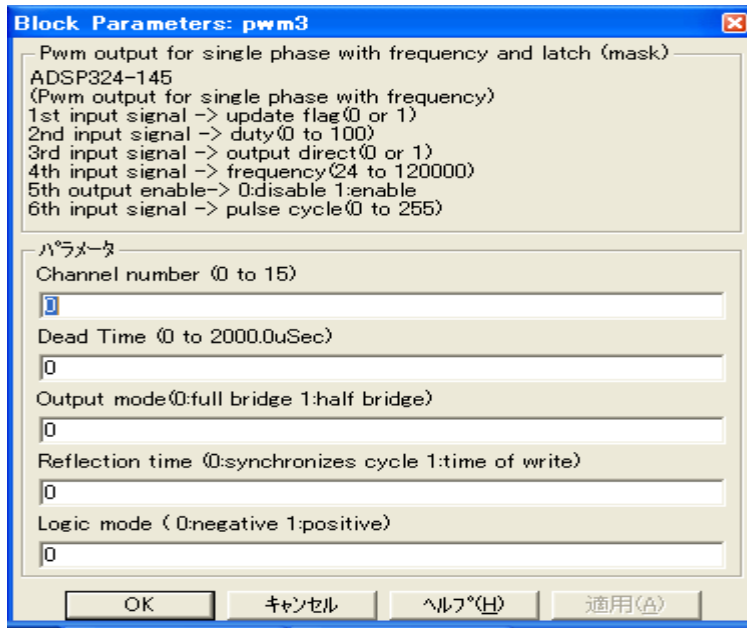 Block Parameters: pwm3
Pwm output for single phase with frequency and latch (mask)
ADSP324-145
(Pwm output for single phase with frequency)
1st input signal -> update flag(0 or 1)
2nd input signal -> duty(0 to 100)
3rd input signal -> output direct(0 or 1)
4th input signal -> frequency(24 to 120000)
5th output enable-> 0:disable 1:enable
6th input signal -> pulse cycle(0 to 255)
パラメータ
Channel number (0 to 15)
0
Dead Time (0 to 2000.0uSec)
0
Output mode(0:full bridge 1:half bridge)
0
Reflection time (0:synchronizes cycle 1:time of write)
0
Logic mode ( 0:negative 1:positive)
0
OK キャンセル ヘルプ(H) 適用(A)